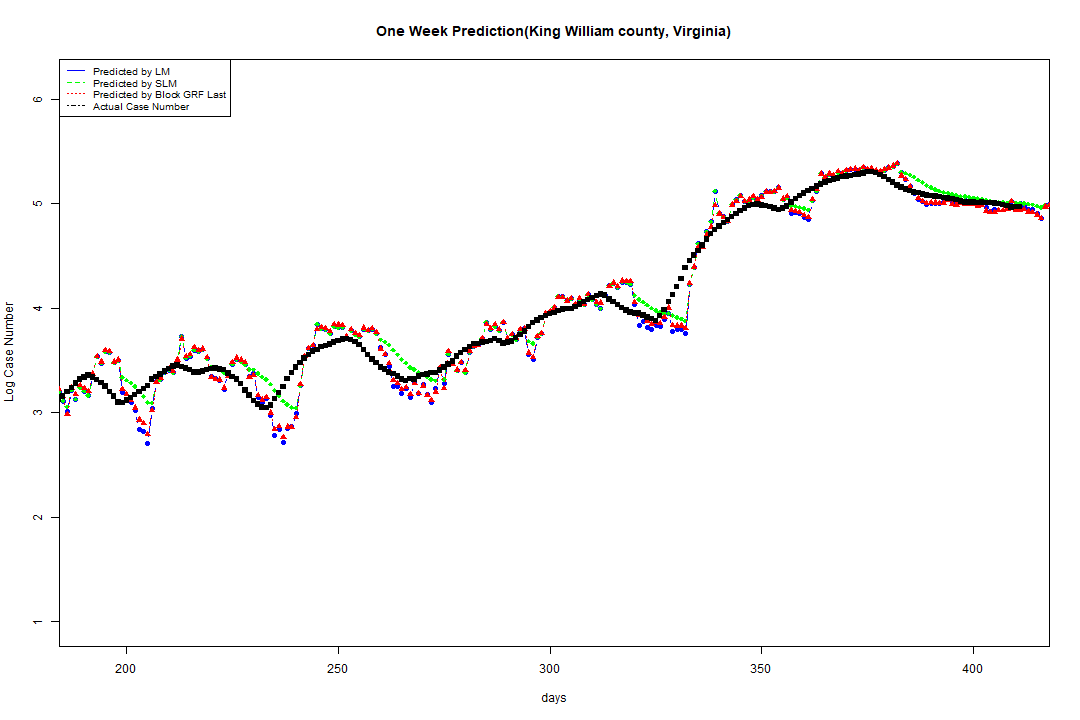 One Week Prediction(King William county, Virginia)
Predicted by LM
Predicted by SLM
Predicted by Block GRF Last
Actual Case Number
6
5
4
3
2
1
Log Case Number
200 250 300 350 400
days